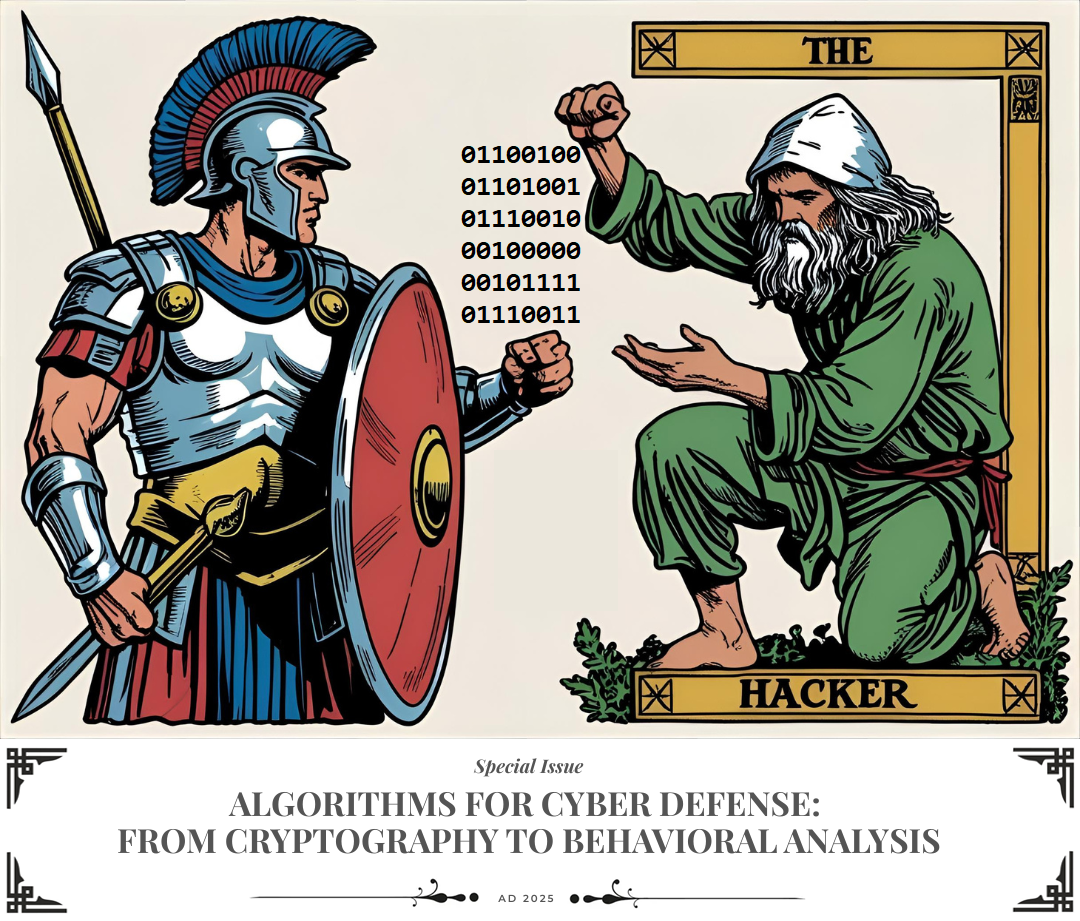 THE
01100100
01101001
01110010
00100000
00101111
01110011
HACKER
Special Issue
ALGORITHMS FOR CYBER DEFENSE:
FROM CRYPTOGRAPHY TO BEHAVIORAL ANALYSIS
AD 2025